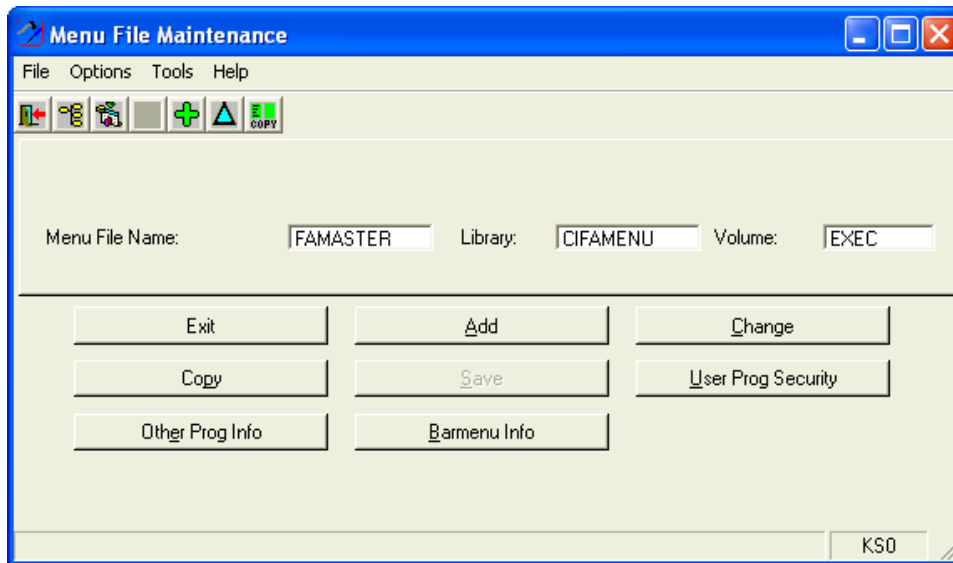 Menu File Maintenance
File Options Tools Help
COPY
Menu File Name: FAMASTER Library: CIFAMENU Volume: EXEC
Exit Add Change
Copy Save User Prog Security
Other Prog Info Barmenu Info
KS0